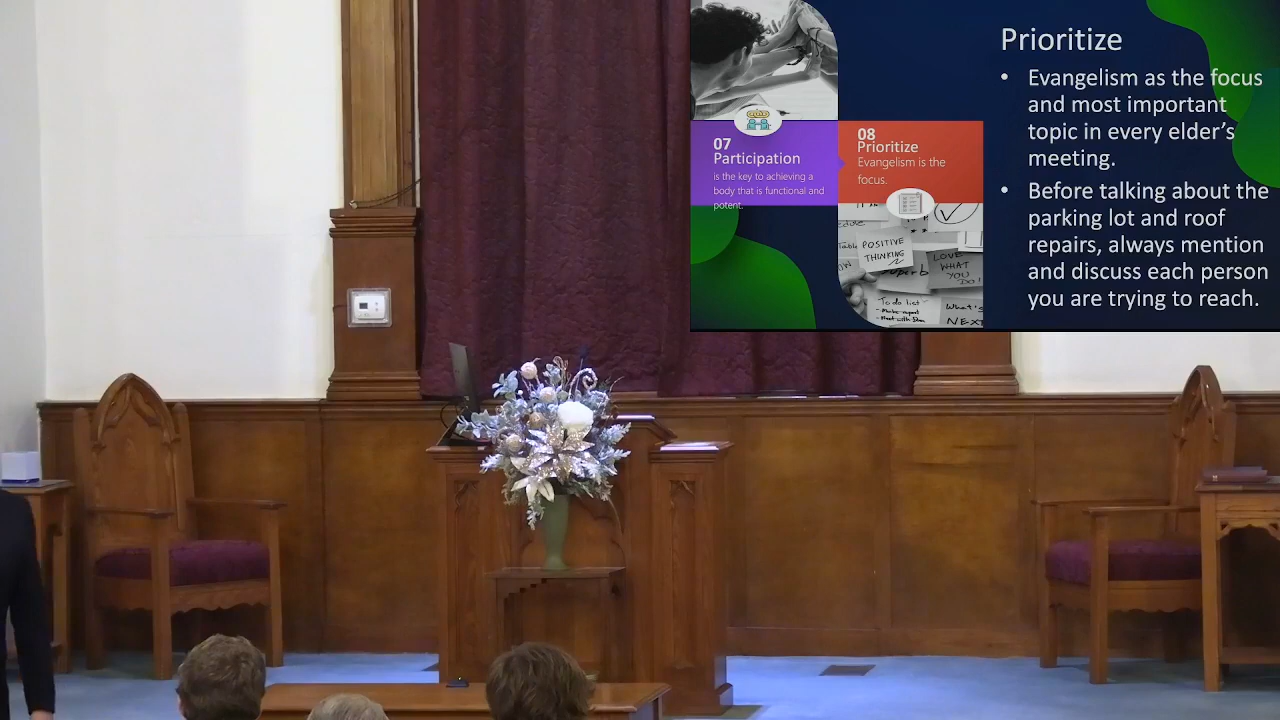 07
Participation
is the key to achieving a
body that is functional and
potent.
08
Prioritize
Evangelism is the
focus.
POSITIVE
THINKING
LOVE
WHAT
YOU
DO!
To do list
What's
NEXT
Prioritize
• Evangelism as the focus
and most important
topic in every elder's
meeting.
• Before talking about the
parking lot and roof
repairs, always mention
and discuss each person
you are trying to reach.